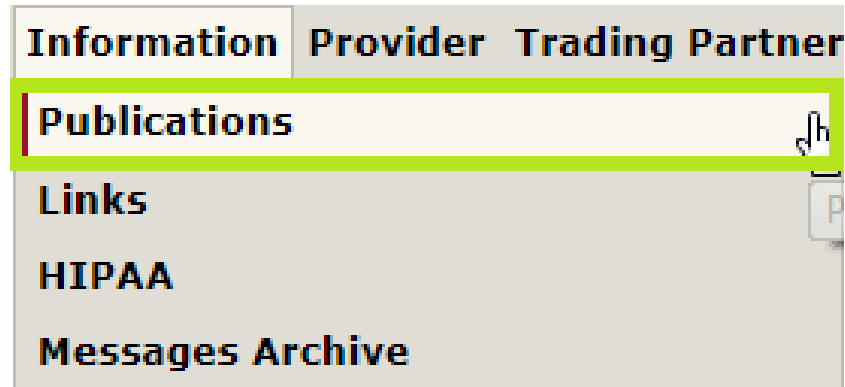 Information Provider Trading Partner
Publications
Links
HIPAA
Messages Archive